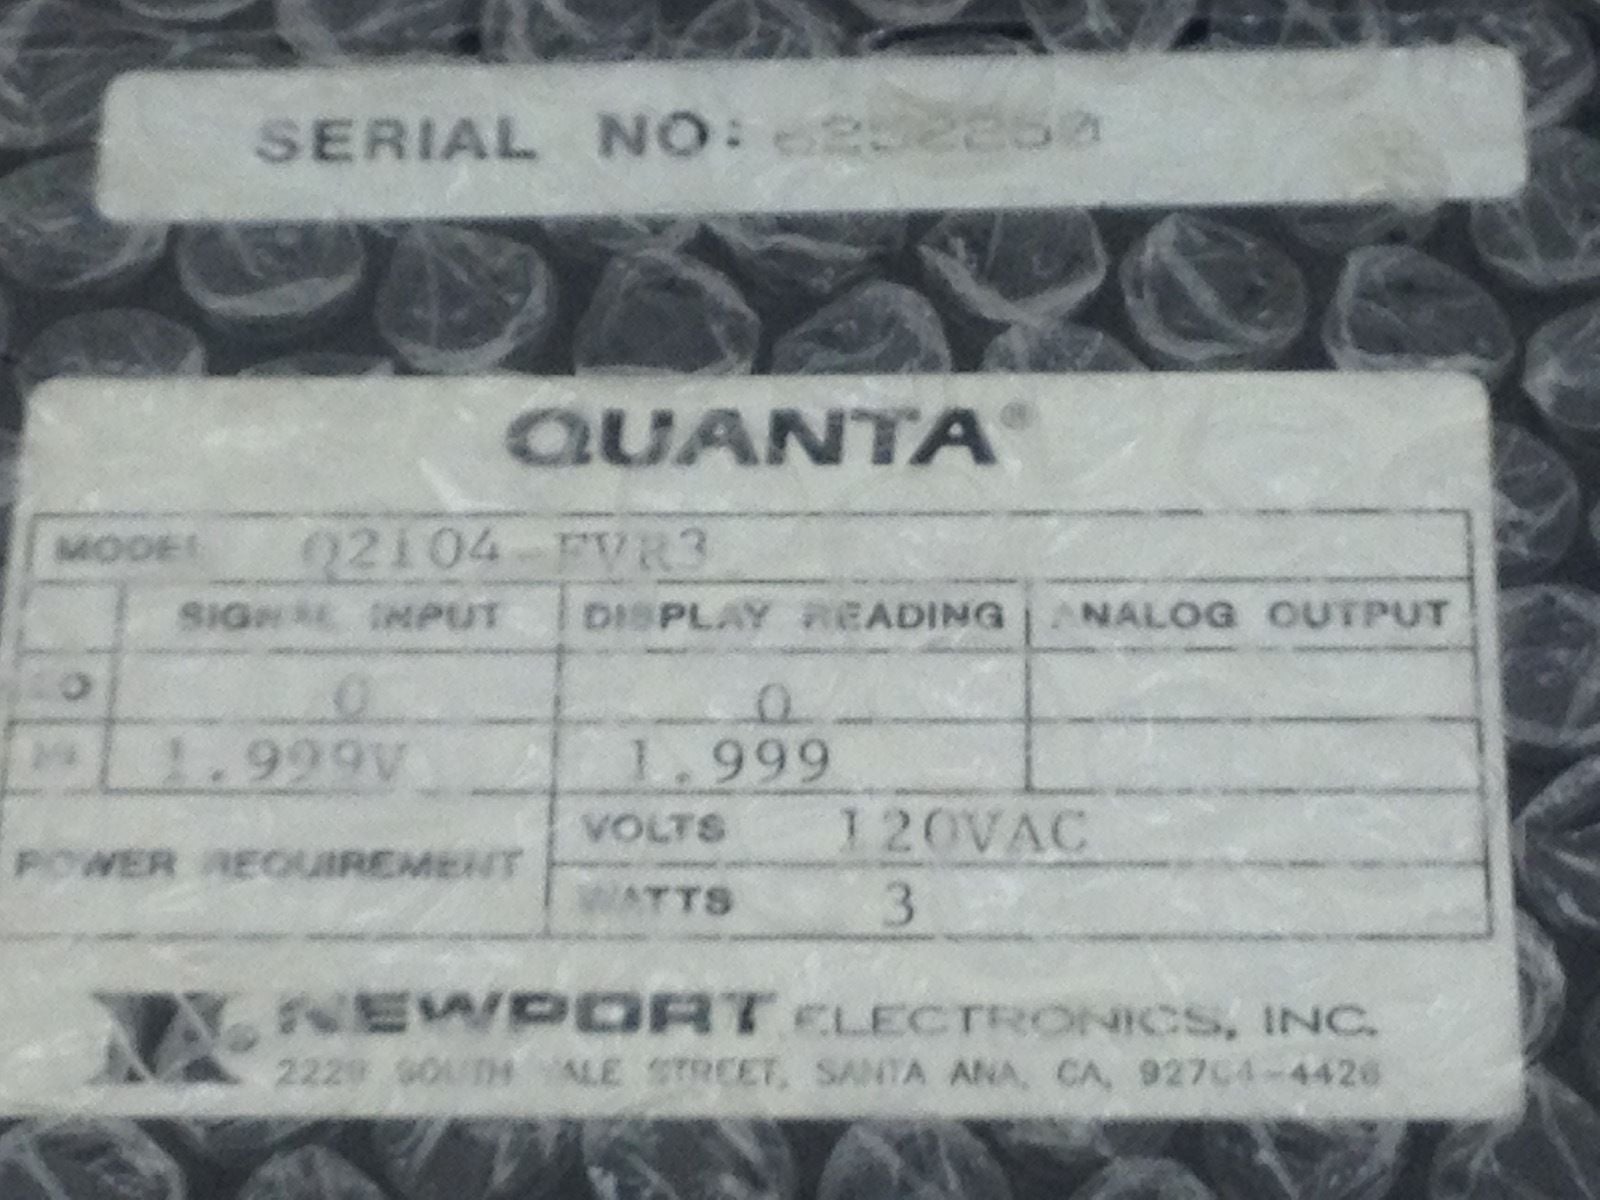 SERIAL NO:
QUANTA®
MODEL Q2104-FVR3
SIGNAL INPUT DISPLAY READING ANALOG OUTPUT
0 0
HI 1.999V 1.999
VOLTS 120VAC
POWER REQUIREMENT
WATTS 3
NEWPORT ELECTRONICS, INC.
2229 SOUTH YALE STREET, SANTA ANA, CA, 92704-4426